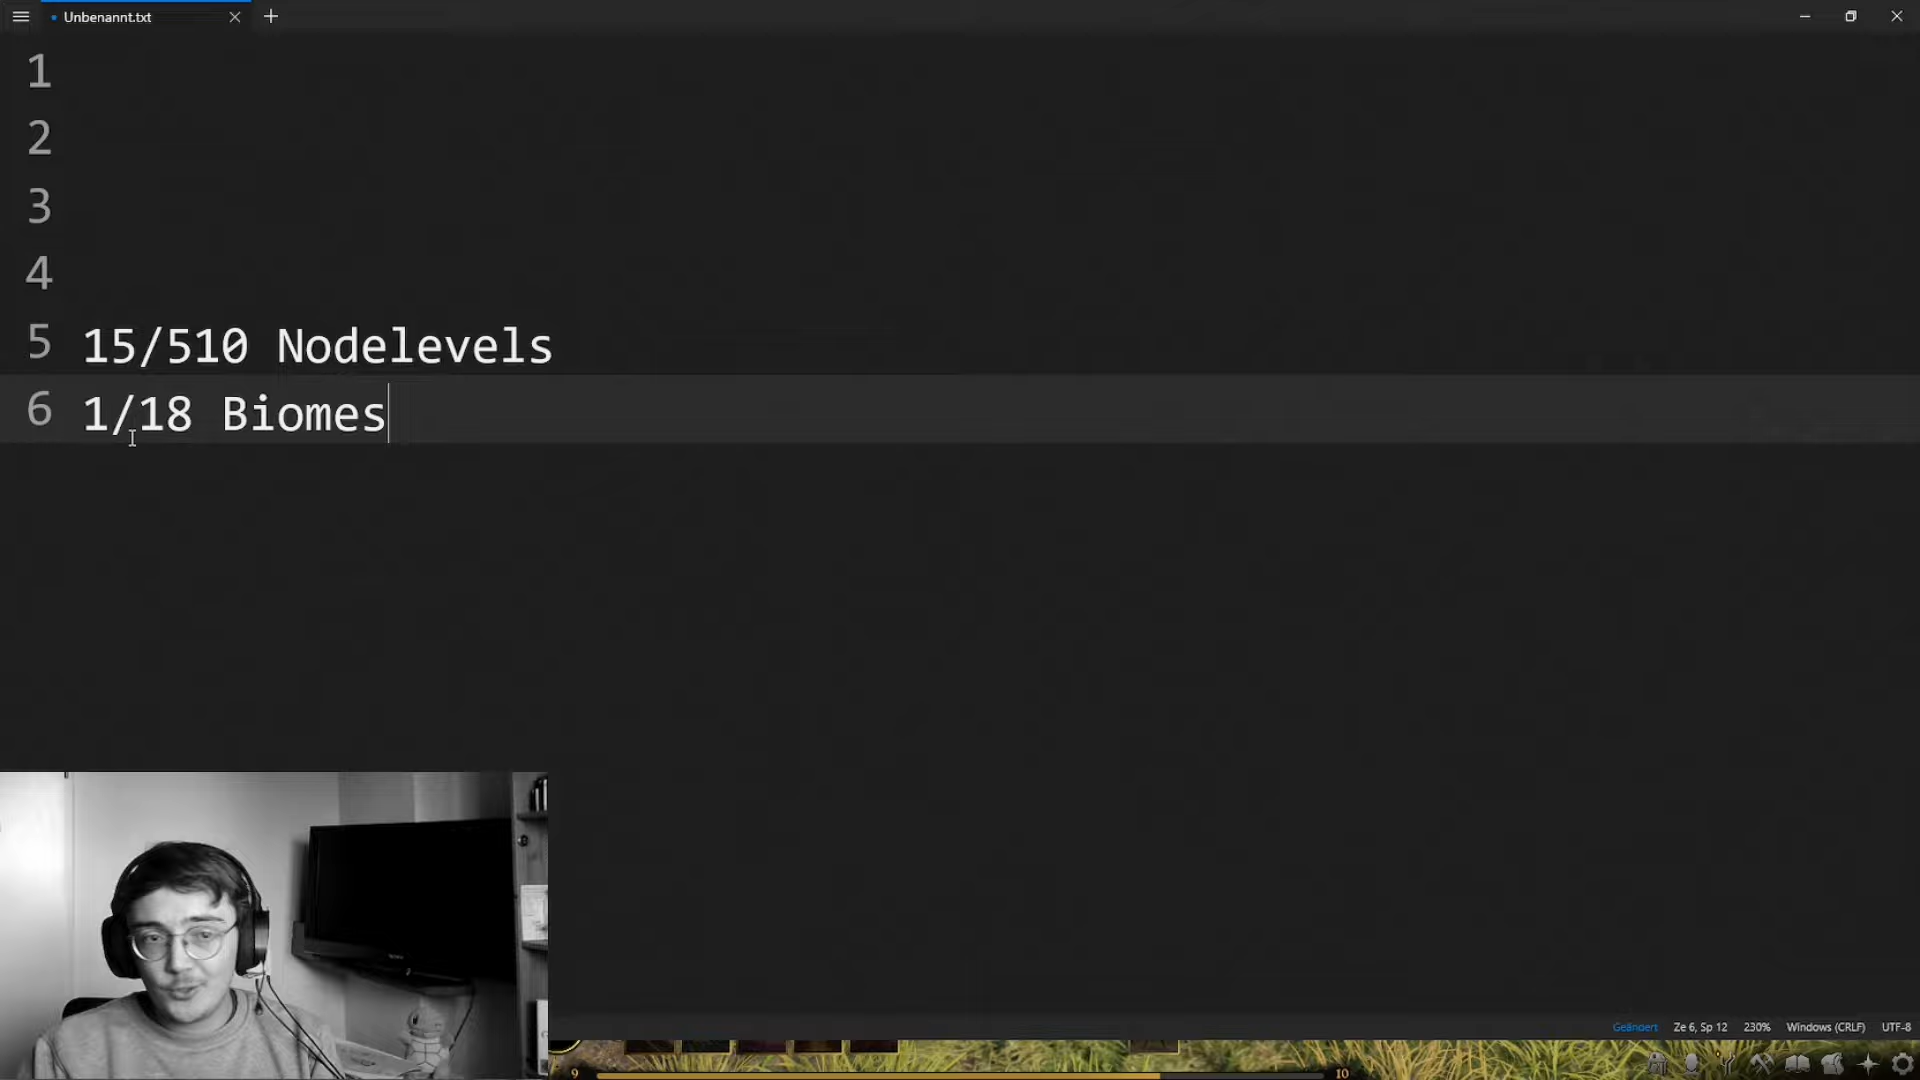 Unbenannt.txt
1
2
3
4
5 15/510 Nodelevels
6 1/18 Biomes
Geändert Ze 6, Sp 12 230% Windows (CRLF) UTF-8
9 10